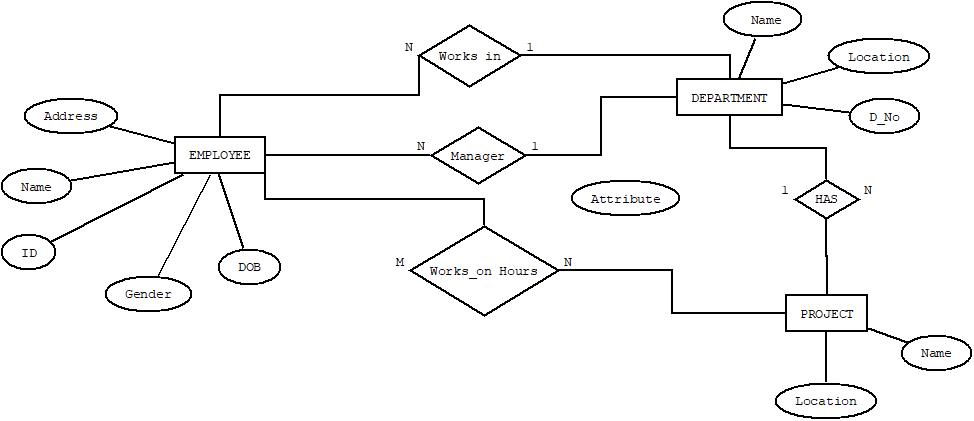 Name
N
Works in
1
Location
DEPARTMENT
Address
D_No
N
Manager
1
EMPLOYEE
Name
Attribute
1
HAS
N
ID
DOB
M
Works_on Hours
N
Gender
PROJECT
Name
Location